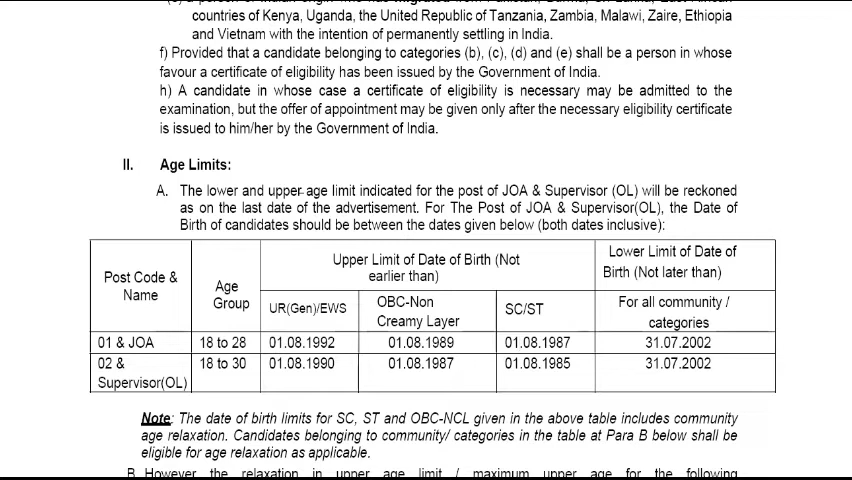 countries of Kenya, Uganda, the United Republic of Tanzania, Zambia, Malawi, Zaire, Ethiopia
and Vietnam with the intention of permanently settling in India.
f) Provided that a candidate belonging to categories (b), (c), (d) and (e) shall be a person in whose
favour a certificate of eligibility has been issued by the Government of India.
h) A candidate in whose case a certificate of eligibility is necessary may be admitted to the
examination, but the offer of appointment may be given only after the necessary eligibility certificate
is issued to him/her by the Government of India.
II. Age Limits:
A. The lower and upper age limit indicated for the post of JOA & Supervisor (OL) will be reckoned
as on the last date of the advertisement. For The Post of JOA & Supervisor(OL), the Date of
Birth of candidates should be between the dates given below (both dates inclusive):
Post Code &
Name
Age
Group
Upper Limit of Date of Birth (Not
earlier than)
Lower Limit of Date of
Birth (Not later than)
UR(Gen)/EWS
OBC-Non
Creamy Layer
SC/ST
For all community /
categories
01 & JOA 18 to 28 01.08.1992 01.08.1989 01.08.1987 31.07.2002
02 & 18 to 30 01.08.1990 01.08.1987 01.08.1985 31.07.2002
Supervisor(OL)
Note: The date of birth limits for SC, ST and OBC-NCL given in the above table includes community
age relaxation. Candidates belonging to community/ categories in the table at Para B below shall be
eligible for age relaxation as applicable.
B. However the relaxation in upper age limit / maximum upper age for the following